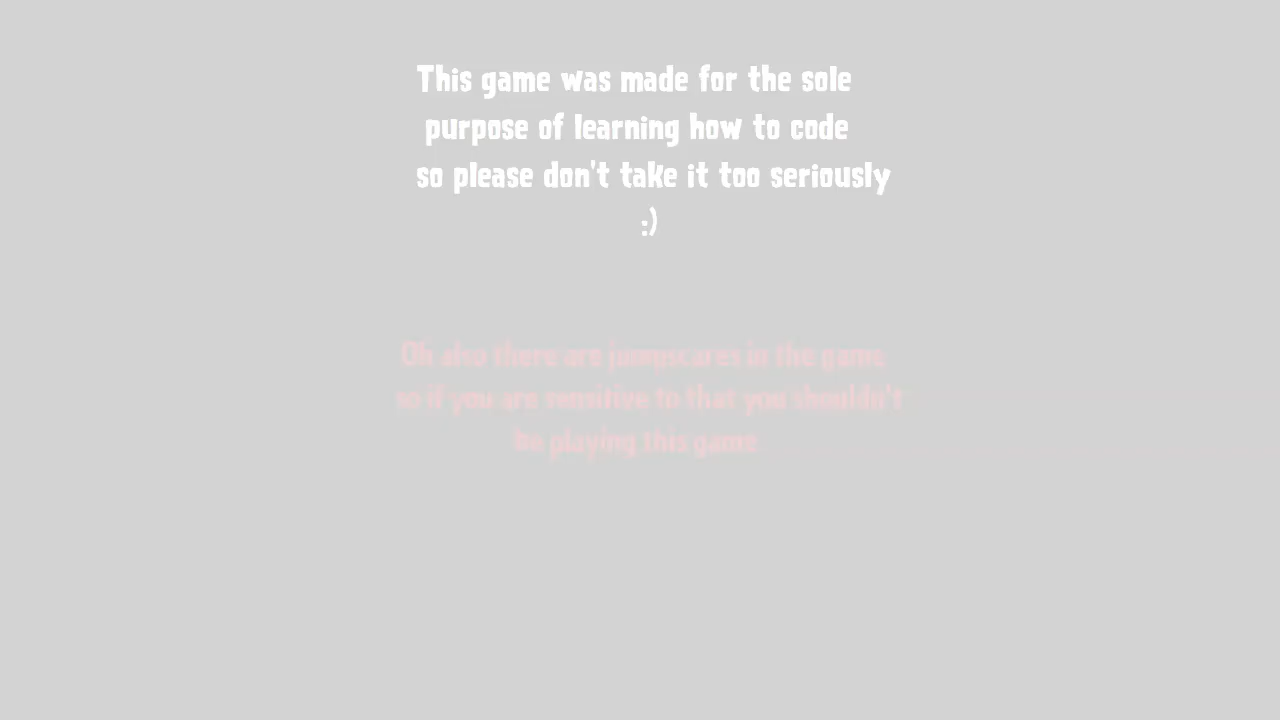 This game was made for the sole
purpose of learning how to code
so please don't take it too seriously
:)
Oh also there are jumpscares in the game
so if you are sensitive to that you shouldn't
be playing this game